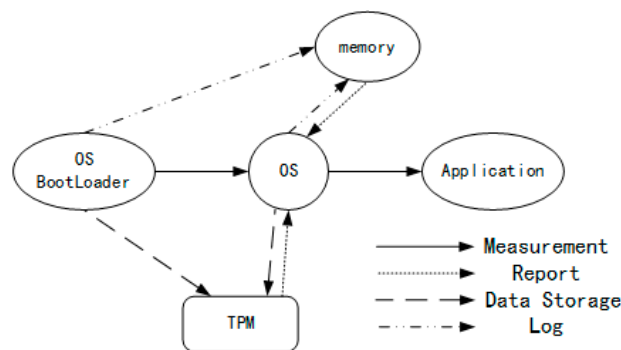 memory
OS
BootLoader
OS
Application
TPM
Measurement
Report
Data Storage
Log